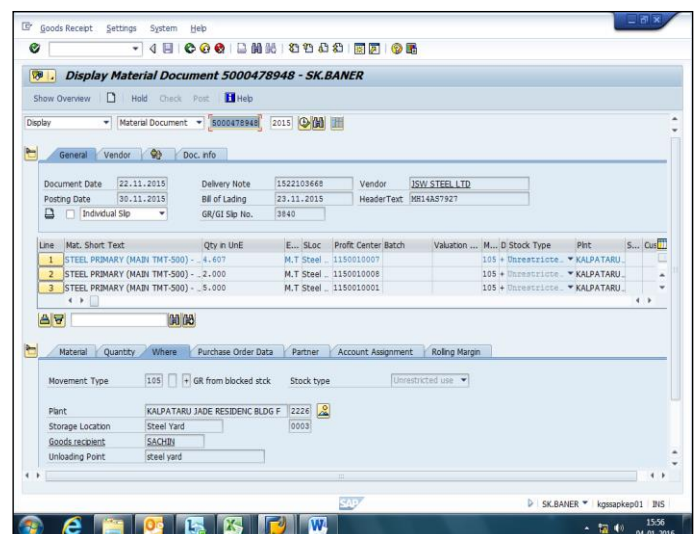 Goods Receipt Settings System Help
Display Material Document 5000478948 - SK.BANER
Show Overview Hold Check Post Help
Display Material Document 5000478948 2015
General Vendor Doc. info
Document Date 22.11.2015 Delivery Note 1522103668 Vendor JSW STEEL LTD
Posting Date 30.11.2015 Bill of Lading 23.11.2015 HeaderText MH14AS7927
Individual Slip GR/GI Slip No. 3840
Line Mat. Short Text Qty in UnE E... SLoc Profit Center Batch Valuation ... M... D Stock Type Plnt S... Cus
1 STEEL PRIMARY (MAIN TMT-500) - ... 4.607 M.T Steel ... 1150010007 105 + Unrestricte... KALPATARU...
2 STEEL PRIMARY (MAIN TMT-500) - ... 2.000 M.T Steel ... 1150010008 105 + Unrestricte... KALPATARU...
3 STEEL PRIMARY (MAIN TMT-500) - ... 5.000 M.T Steel ... 1150010001 105 + Unrestricte... KALPATARU...
Material Quantity Where Purchase Order Data Partner Account Assignment Rolling Margin
Movement Type 105 + GR from blocked stck Stock type Unrestricted use
Plant KALPATARU JADE RESIDENC BLDG F 2226
Storage Location Steel Yard 0003
Goods recipient SACHIN
Unloading Point steel yard
SAP SK.BANER kgssapkep01 INS
15:56
04-01-2016